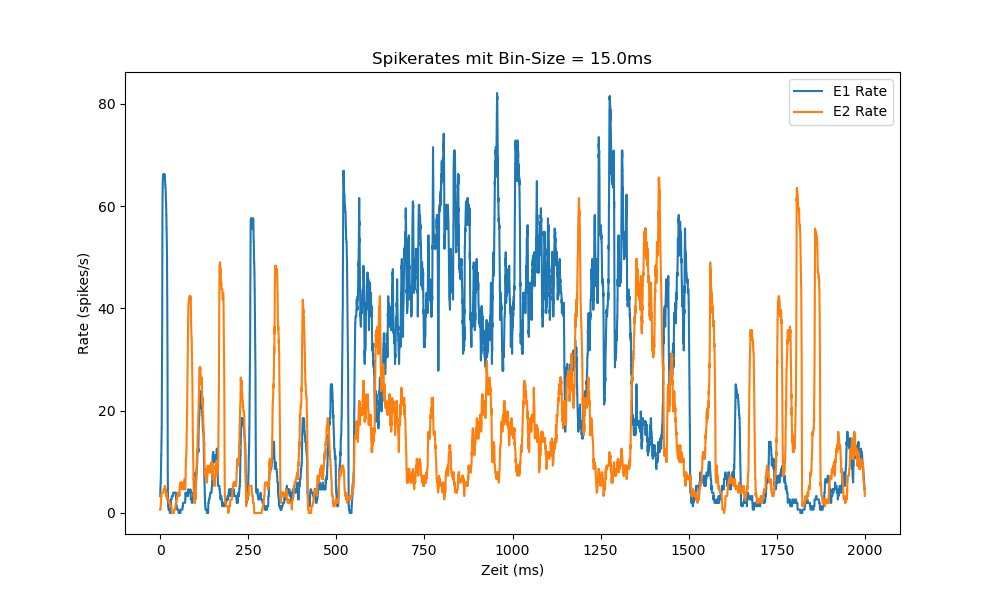 Spikerates mit Bin-Size = 15.0ms
E1 Rate
E2 Rate
Rate (spikes/s)
80
60
40
20
0
0 250 500 750 1000 1250 1500 1750 2000
Zeit (ms)